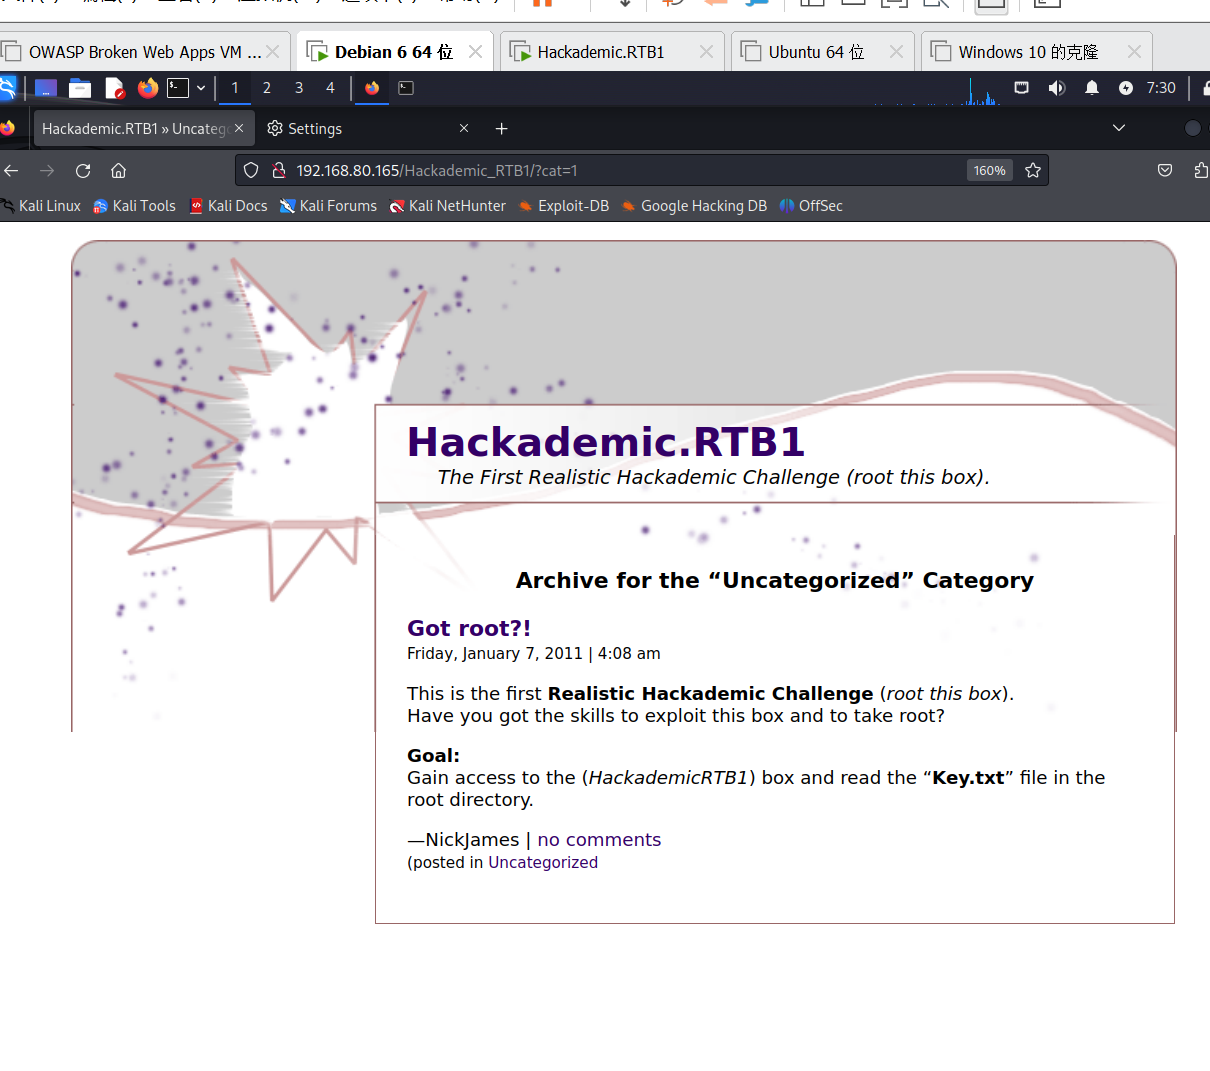 OWASP Broken Web Apps VM ... Debian 6 64 位 Hackademic.RTB1 Ubuntu 64 位 Windows 10 的克隆
1 2 3 4 7:30
Hackademic.RTB1 » Uncateg Settings
192.168.80.165/Hackademic_RTB1/?cat=1 160%
Kali Linux Kali Tools Kali Docs Kali Forums Kali NetHunter Exploit-DB Google Hacking DB OffSec
Hackademic.RTB1
The First Realistic Hackademic Challenge (root this box).
Archive for the “Uncategorized” Category
Got root?!
Friday, January 7, 2011 | 4:08 am
This is the first Realistic Hackademic Challenge (root this box).
Have you got the skills to exploit this box and to take root?
Goal:
Gain access to the (HackademicRTB1) box and read the “Key.txt” file in the
root directory.
—NickJames | no comments
(posted in Uncategorized